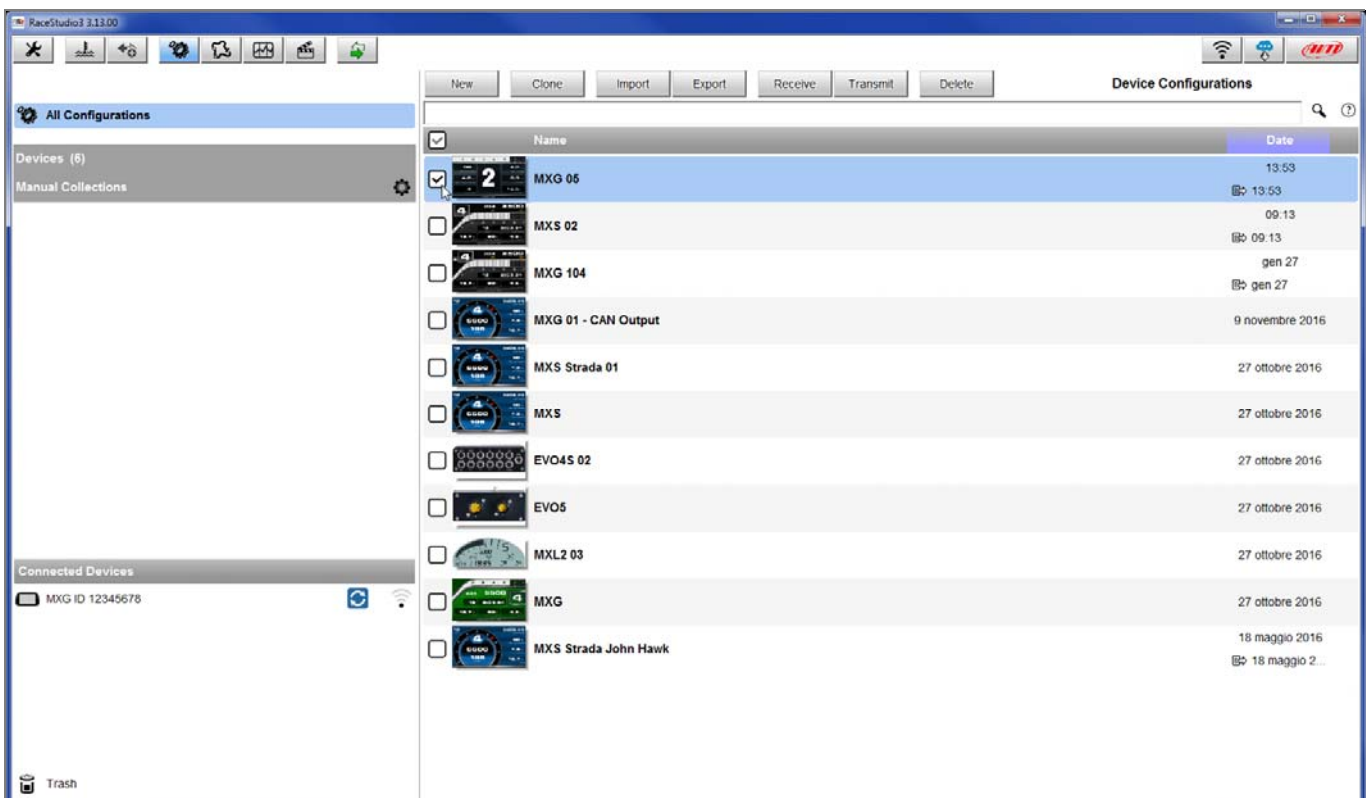 RaceStudio3 3.13.00
AiM
New Clone Import Export Receive Transmit Delete Device Configurations
All Configurations
Name Date
Devices (6)
Manual Collections
2 MXG 05 13:53
13:53
4 MXS 02 09:13
09:13
4 MXG 104 gen 27
gen 27
MXG 01 - CAN Output 9 novembre 2016
MXS Strada 01 27 ottobre 2016
MXS 27 ottobre 2016
EVO4S 02 27 ottobre 2016
EVO5 27 ottobre 2016
MXL2 03 27 ottobre 2016
Connected Devices
MXG ID 12345678
MXG 27 ottobre 2016
MXS Strada John Hawk 18 maggio 2016
18 maggio 2...
Trash